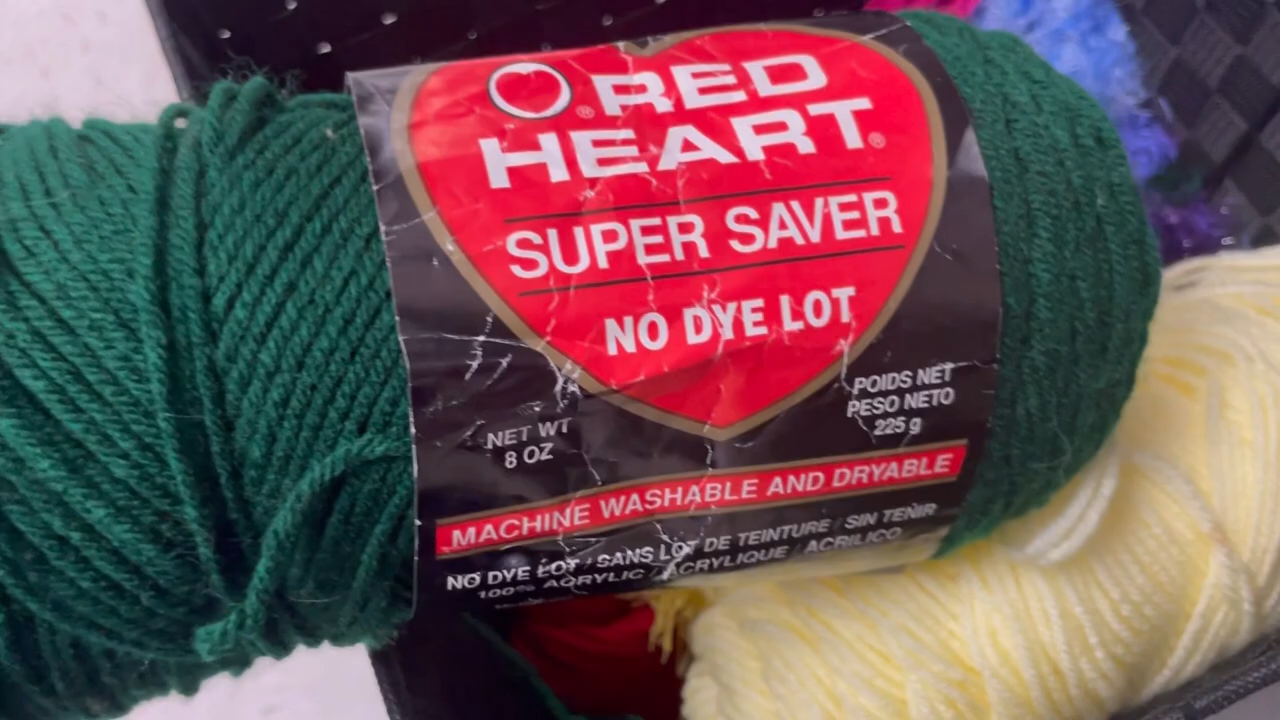 RED
HEART
SUPER SAVER
NO DYE LOT
NET WT
8 OZ
POIDS NET
PESO NETO
225 g
MACHINE WASHABLE AND DRYABLE
NO DYE LOT / SANS LOT DE TEINTURE / SIN TEÑIR
100% ACRYLIC / ACRYLIQUE / ACRILICO